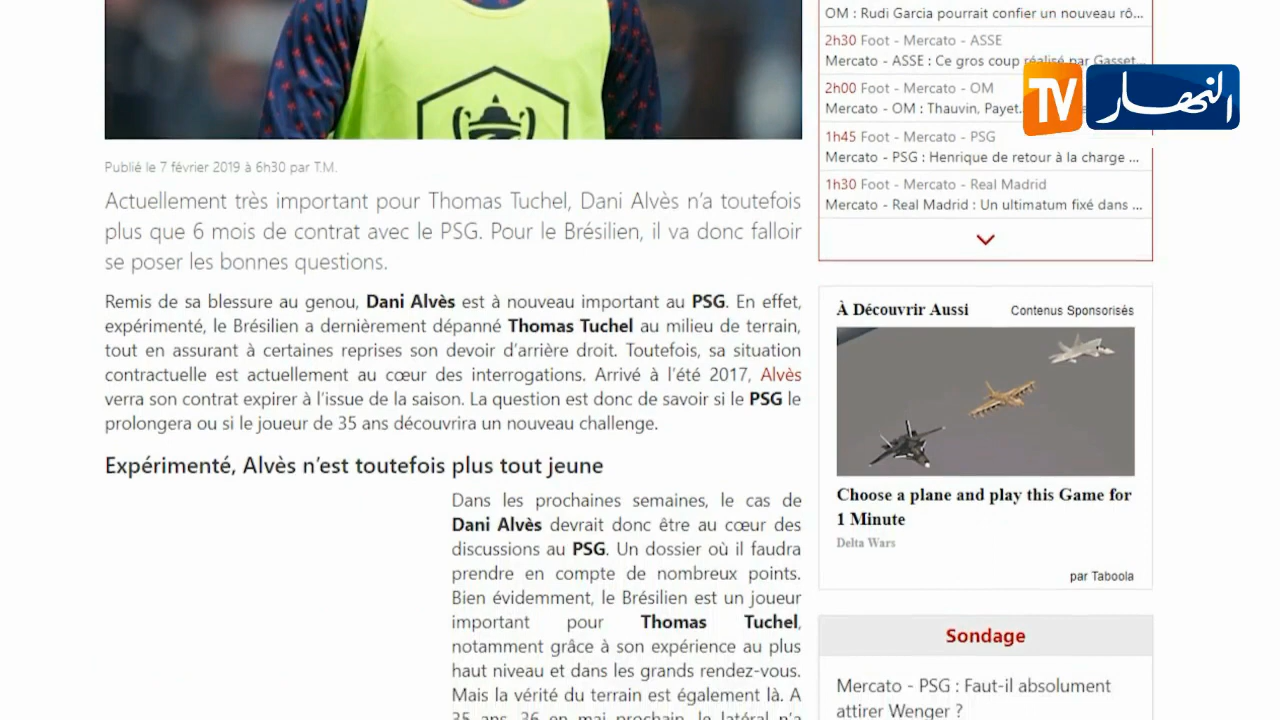 Publié le 7 février 2019 à 6h30 par T.M.
Actuellement très important pour Thomas Tuchel, Dani Alvès n’a toutefois
plus que 6 mois de contrat avec le PSG. Pour le Brésilien, il va donc falloir
se poser les bonnes questions.
Remis de sa blessure au genou, Dani Alvès est à nouveau important au PSG. En effet,
expérimenté, le Brésilien a dernièrement dépanné Thomas Tuchel au milieu de terrain,
tout en assurant à certaines reprises son devoir d’arrière droit. Toutefois, sa situation
contractuelle est actuellement au cœur des interrogations. Arrivé à l’été 2017, Alvès
verra son contrat expirer à l’issue de la saison. La question est donc de savoir si le PSG le
prolongera ou si le joueur de 35 ans découvrira un nouveau challenge.
Expérimenté, Alvès n’est toutefois plus tout jeune
Dans les prochaines semaines, le cas de
Dani Alvès devrait donc être au cœur des
discussions au PSG. Un dossier où il faudra
prendre en compte de nombreux points.
Bien évidemment, le Brésilien est un joueur
important pour Thomas Tuchel,
notamment grâce à son expérience au plus
haut niveau et dans les grands rendez-vous.
Mais la vérité du terrain est également là. A
35 ans, 36 en mai prochain, le latéral n’a
OM : Rudi Garcia pourrait confier un nouveau rô...
2h30 Foot - Mercato - ASSE
Mercato - ASSE : Ce gros coup réalisé par Gasset...
2h00 Foot - Mercato - OM
Mercato - OM : Thauvin, Payet...
1h45 Foot - Mercato - PSG
Mercato - PSG : Henrique de retour à la charge ...
1h30 Foot - Mercato - Real Madrid
Mercato - Real Madrid : Un ultimatum fixé dans ...
TV النهار
À Découvrir Aussi Contenus Sponsorisés
Choose a plane and play this Game for
1 Minute
Delta Wars
par Taboola
Sondage
Mercato - PSG : Faut-il absolument
attirer Wenger ?